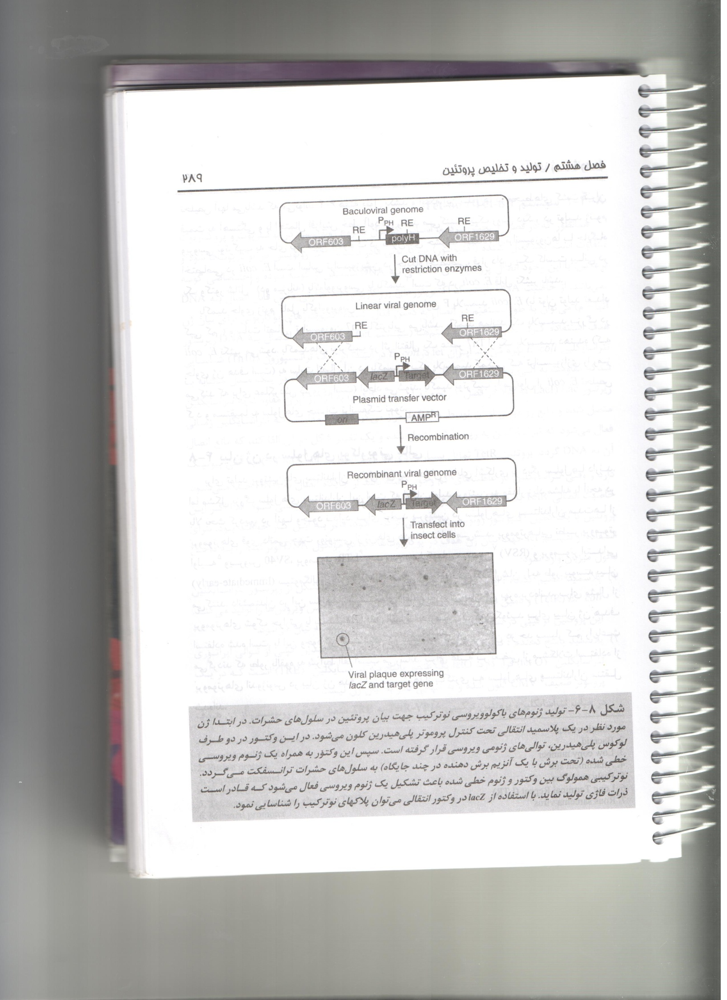 فصل هشتم / تولید و تخلیص پروتئین
۲۸۹
Baculoviral genome
PPH
RE
RE
RE
ORF603
polyH
ORF1629
Cut DNA with
restriction enzymes
Linear viral genome
RE
RE
ORF603
ORF1629
PPH
ORF603
lacZ
Target
ORF1629
Plasmid transfer vector
ori
AMPR
Recombination
Recombinant viral genome
PPH
ORF603
lacZ
Target
ORF1629
Transfect into
insect cells
Viral plaque expressing
lacZ and target gene
شکل ۸-۶- تولید ژنوم‌های باکولوویروسی نوترکیب جهت بیان پروتئین در سلول‌های حشرات. در ابتدا ژن
مورد نظر در یک پلاسمید انتقالی تحت کنترل پروموتر پلی‌هیدرین کلون می‌شود. در این وکتور در دو طرف
لوکوس پلی‌هیدرین، توالی‌های ژنومی ویروسی قرار گرفته است. سپس این وکتور به همراه یک ژنوم ویروسی
خطی شده (تحت برش با یک آنزیم برش دهنده در چند جایگاه) به سلول‌های حشرات ترانسفکت می‌گردد.
نوترکیبی همولوگ بین وکتور و ژنوم خطی شده باعث تشکیل یک ژنوم ویروسی فعال می‌شود که قادر است
ذرات فاژی تولید نماید. با استفاده از lacZ در وکتور انتقالی می‌توان پلاکهای نوترکیب را شناسایی نمود.